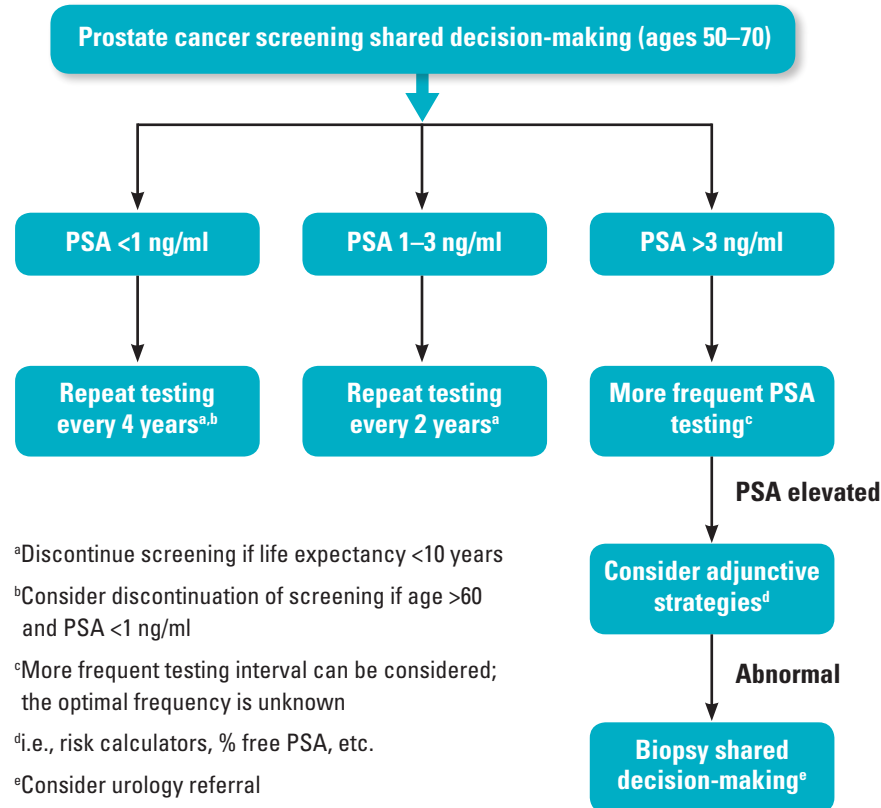 Prostate cancer screening shared decision-making (ages 50–70)
PSA <1 ng/ml
PSA 1–3 ng/ml
PSA >3 ng/ml
Repeat testing
every 4 yearsᵃ,ᵇ
Repeat testing
every 2 yearsᵃ
More frequent PSA
testingᶜ
PSA elevated
Consider adjunctive
strategiesᵈ
Abnormal
Biopsy shared
decision-makingᵉ
ᵃDiscontinue screening if life expectancy <10 years
ᵇConsider discontinuation of screening if age >60
and PSA <1 ng/ml
ᶜMore frequent testing interval can be considered;
the optimal frequency is unknown
ᵈi.e., risk calculators, % free PSA, etc.
ᵉConsider urology referral